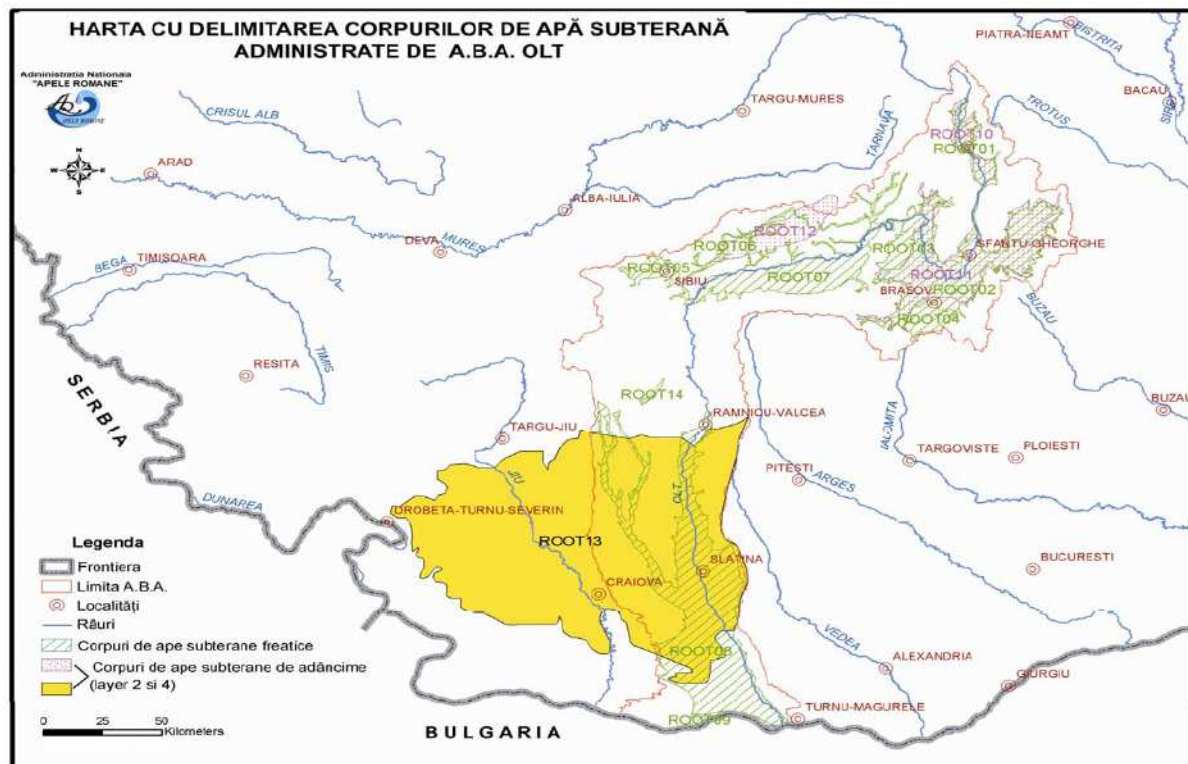 HARTA CU DELIMITAREA CORPURILOR DE APĂ SUBTERANĂ
ADMINISTRATE DE A.B.A. OLT
Administratia Nationala
"APELE ROMANE"
N
W E
S
PIATRA-NEAMT
BISTRITA
BACAU
TROTUS
TARGU-MURES
CRISUL ALB
TARNAVA
ROOT10
ROOT01
ARAD
ALBA-IULIA
MURES
DEVA
ROOT12
ROOT06
ROOT03
SFANTU-GHEORGHE
BEGA
TIMISOARA
ROOT05
SIBIU
ROOT07
ROOT11
BRASOV
ROOT02
ROOT04
BUZAU
TIMIS
RESITA
SERBIA
ROOT14
RAMNICU-VALCEA
IALOMITA
BUZAU
TARGU-JIU
TARGOVISTE
PLOIESTI
PITESTI
ARGES
JIU
OLT
DUNAREA
DROBETA-TURNU-SEVERIN
ROOT13
SLATINA
CRAIOVA
BUCURESTI
VEDEA
ROOT08
ALEXANDRIA
GIURGIU
ROOT09
TURNU-MAGURELE
BULGARIA
Legenda
Frontiera
Limita A.B.A.
Localități
Râuri
Corpuri de ape subterane freatice
Corpuri de ape subterane de adâncime
(layer 2 si 4)
0 25 50
Kilometers